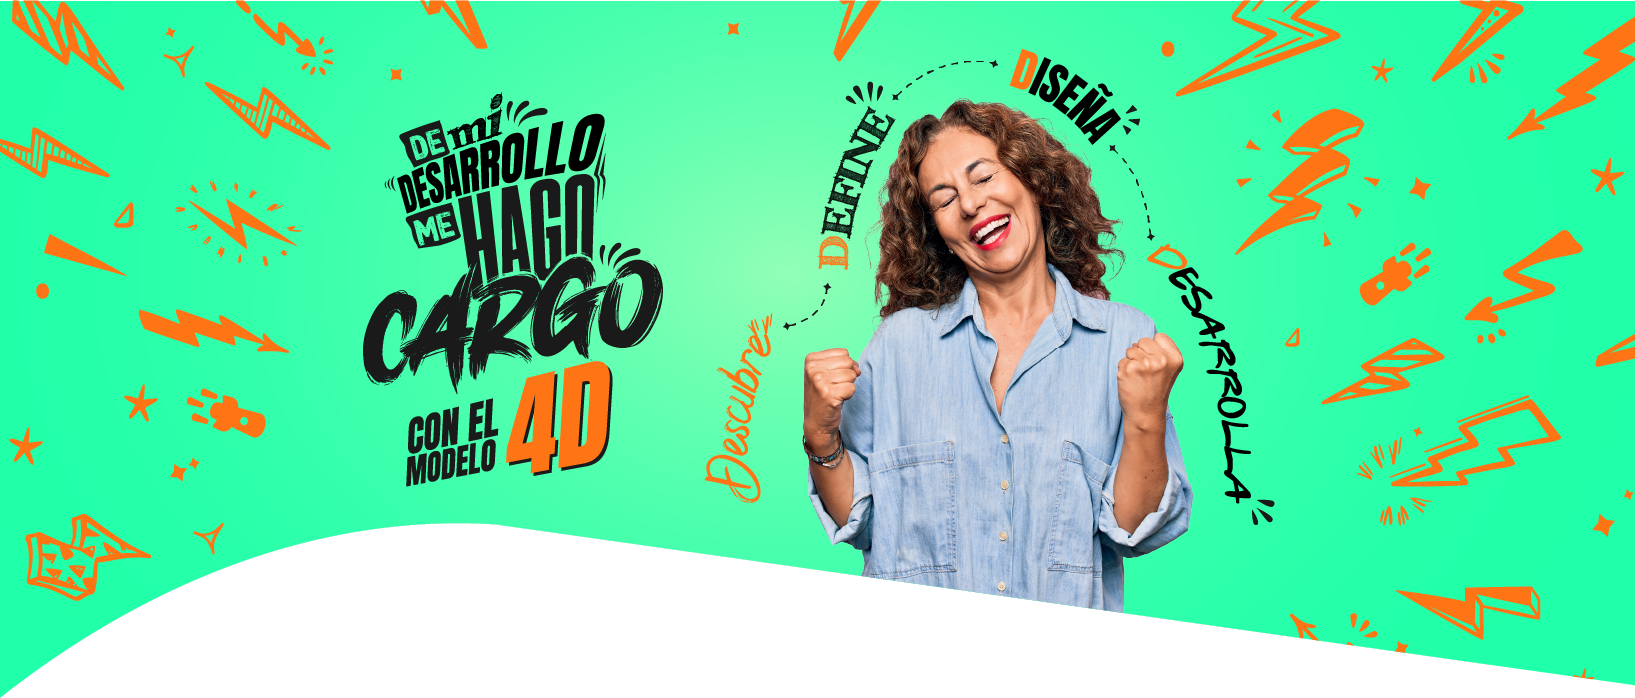 DE mi
DESARROLLO
ME HAGO
CARGO
CON EL
MODELO 4D
Descubre
DEFINE
DISEÑA
DESARROLLA